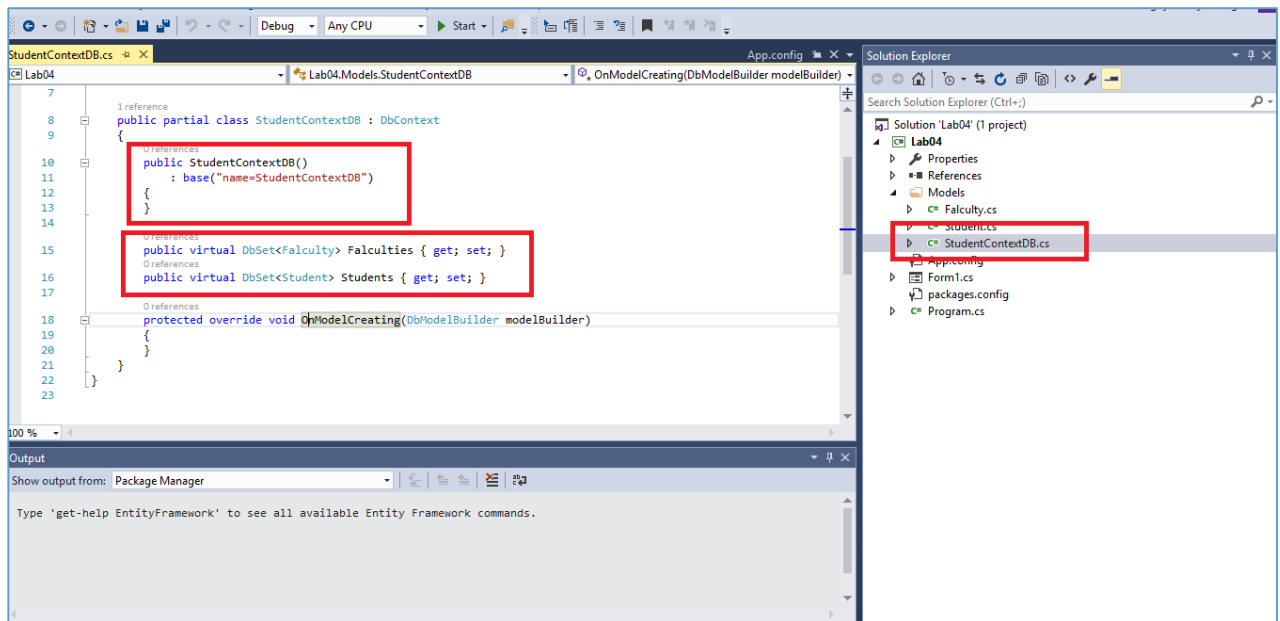 Debug Any CPU Start
StudentContextDB.cs
App.config
C# Lab04
Lab04.Models.StudentContextDB
OnModelCreating(DbModelBuilder modelBuilder)
7
1 reference
8 public partial class StudentContextDB : DbContext
9 {
0 references
10 public StudentContextDB()
11 : base("name=StudentContextDB")
12 {
13 }
14
0 references
15 public virtual DbSet<Falculty> Falculties { get; set; }
0 references
16 public virtual DbSet<Student> Students { get; set; }
17
0 references
18 protected override void OnModelCreating(DbModelBuilder modelBuilder)
19 {
20 }
21 }
22 }
23
100 %
Output
Show output from: Package Manager
Type 'get-help EntityFramework' to see all available Entity Framework commands.
Solution Explorer
Search Solution Explorer (Ctrl+;)
Solution 'Lab04' (1 project)
C# Lab04
Properties
References
Models
C# Falculty.cs
C# Student.cs
C# StudentContextDB.cs
App.config
Form1.cs
packages.config
C# Program.cs